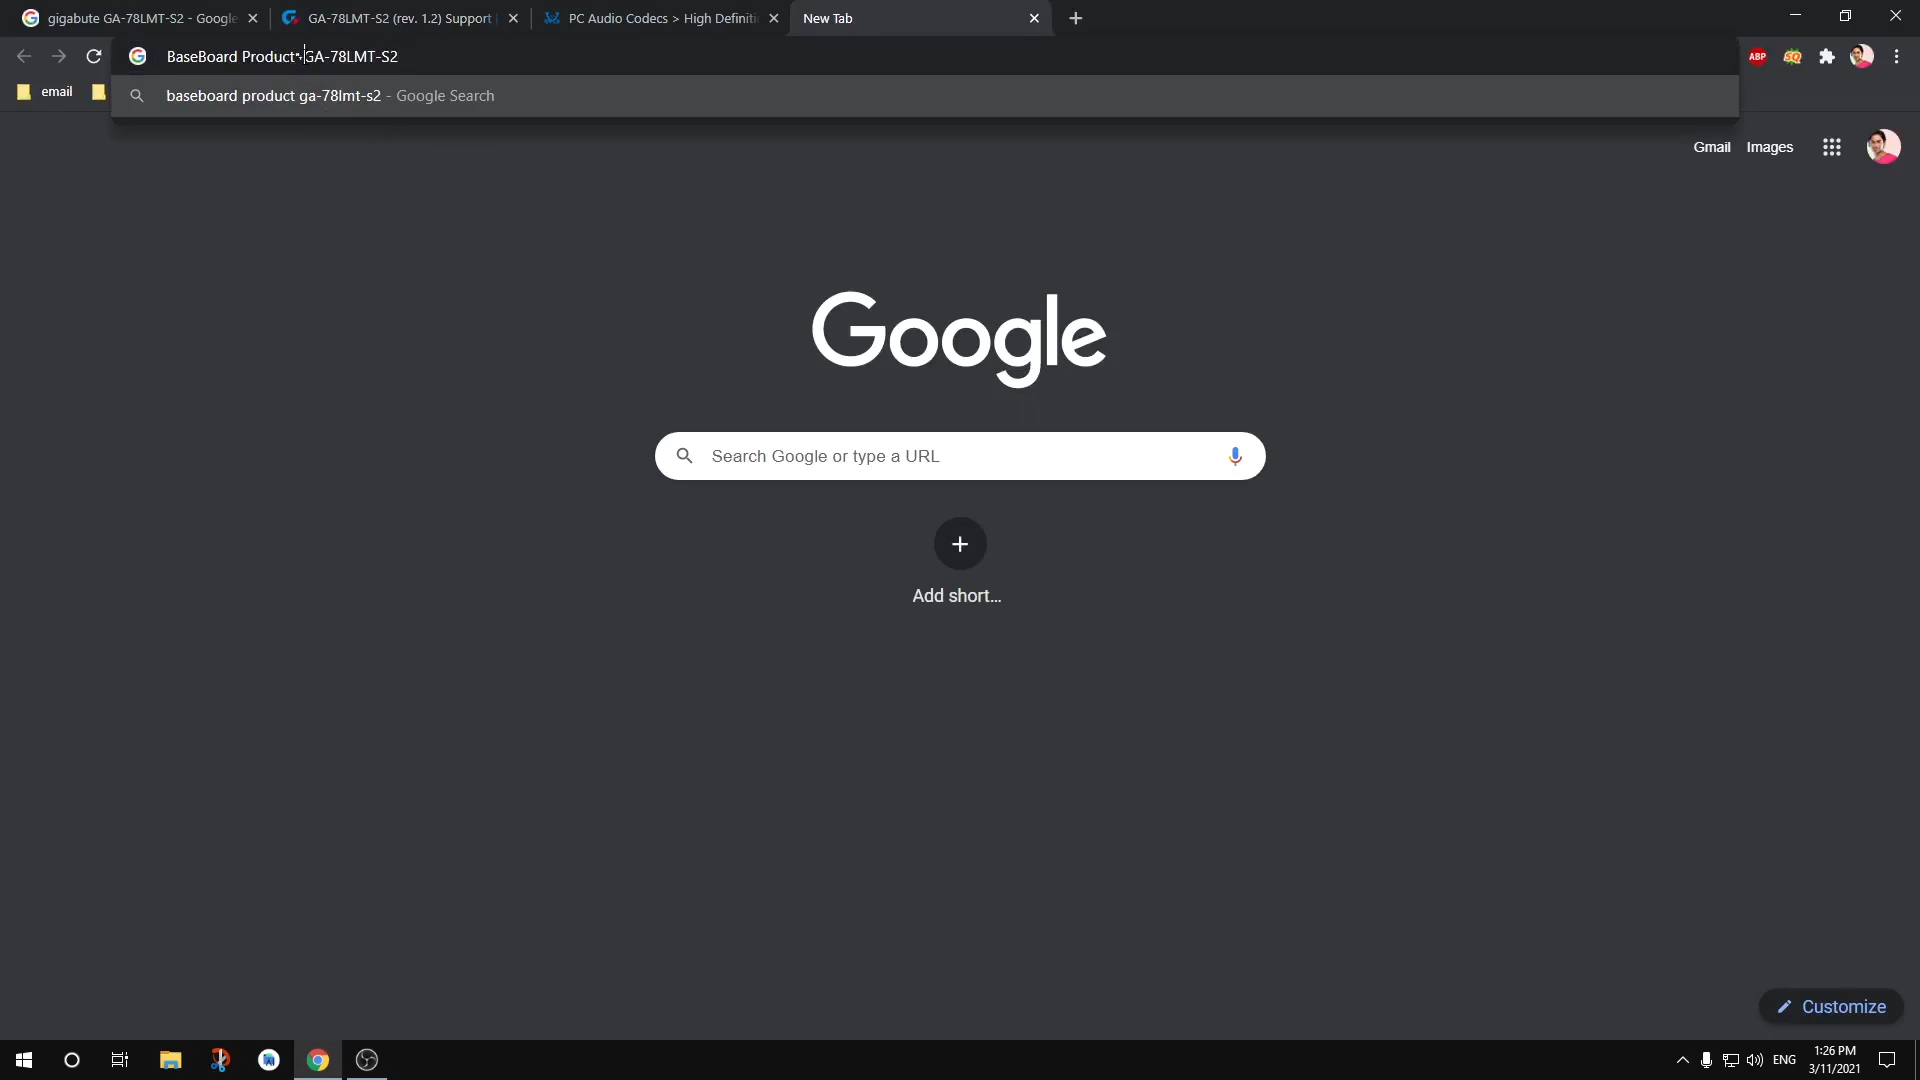 gigabute GA-78LMT-S2 - Google
GA-78LMT-S2 (rev. 1.2) Support
PC Audio Codecs > High Definiti
New Tab
BaseBoard Product GA-78LMT-S2
ABP
SQ
email
baseboard product ga-78lmt-s2 - Google Search
Gmail
Images
Google
Search Google or type a URL
Add short...
Customize
AI
ENG
1:26 PM
3/11/2021